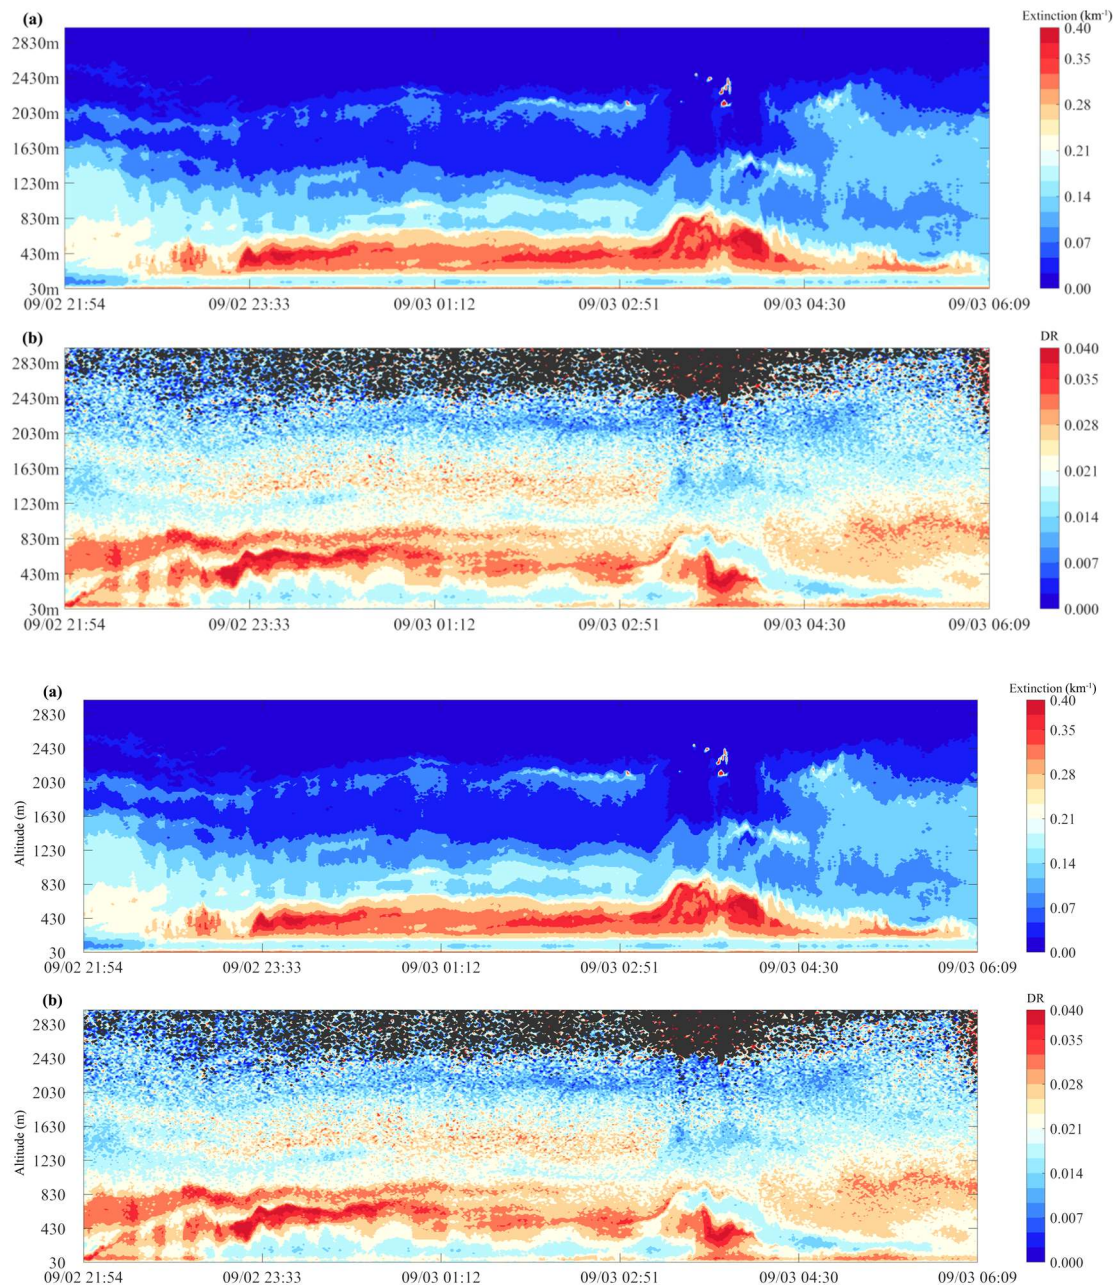 (a)
Extinction (km⁻¹)
2830m
2430m
2030m
1630m
1230m
830m
430m
30m
0.40
0.35
0.28
0.21
0.14
0.07
0.00
09/02 21:54 09/02 23:33 09/03 01:12 09/03 02:51 09/03 04:30 09/03 06:09
(b)
DR
2830m
2430m
2030m
1630m
1230m
830m
430m
30m
0.040
0.035
0.028
0.021
0.014
0.007
0.000
09/02 21:54 09/02 23:33 09/03 01:12 09/03 02:51 09/03 04:30 09/03 06:09
(a)
Extinction (km⁻¹)
Altitude (m)
2830
2430
2030
1630
1230
830
430
30
0.40
0.35
0.28
0.21
0.14
0.07
0.00
09/02 21:54 09/02 23:33 09/03 01:12 09/03 02:51 09/03 04:30 09/03 06:09
(b)
DR
Altitude (m)
2830
2430
2030
1630
1230
830
430
30
0.040
0.035
0.028
0.021
0.014
0.007
0.000
09/02 21:54 09/02 23:33 09/03 01:12 09/03 02:51 09/03 04:30 09/03 06:09